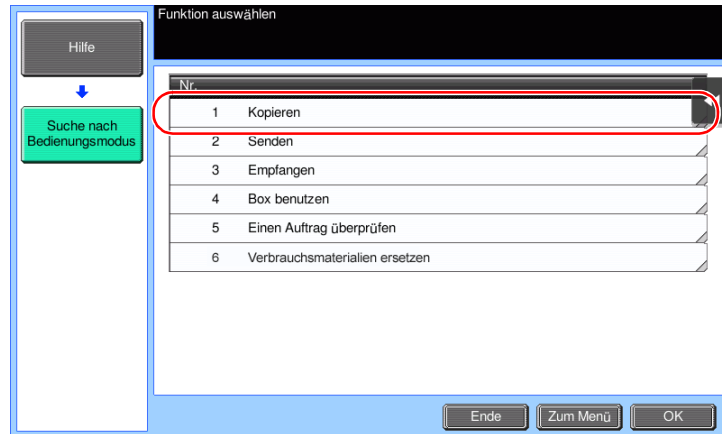 Funktion auswählen
Hilfe
Suche nach
Bedienungsmodus
Nr.
1 Kopieren
2 Senden
3 Empfangen
4 Box benutzen
5 Einen Auftrag überprüfen
6 Verbrauchsmaterialien ersetzen
Ende Zum Menü OK